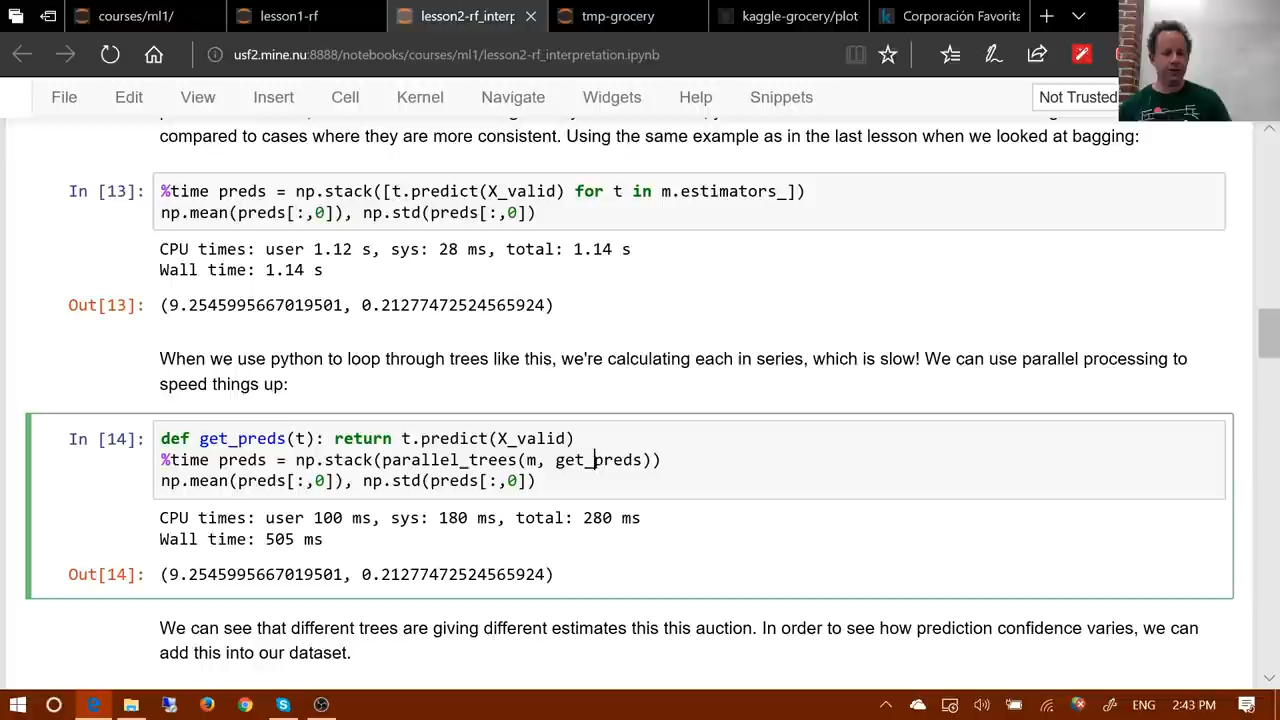 courses/ml1/
lesson1-rf
lesson2-rf_interp
tmp-grocery
kaggle-grocery/plot
Corporación Favorita
usf2.mine.nu:8888/notebooks/courses/ml1/lesson2-rf_interpretation.ipynb
File Edit View Insert Cell Kernel Navigate Widgets Help Snippets Not Trusted
compared to cases where they are more consistent. Using the same example as in the last lesson when we looked at bagging:
In [13]: %time preds = np.stack([t.predict(X_valid) for t in m.estimators_])
np.mean(preds[:,0]), np.std(preds[:,0])
CPU times: user 1.12 s, sys: 28 ms, total: 1.14 s
Wall time: 1.14 s
Out[13]: (9.2545995667019501, 0.21277472524565924)
When we use python to loop through trees like this, we're calculating each in series, which is slow! We can use parallel processing to
speed things up:
In [14]: def get_preds(t): return t.predict(X_valid)
%time preds = np.stack(parallel_trees(m, get_preds))
np.mean(preds[:,0]), np.std(preds[:,0])
CPU times: user 100 ms, sys: 180 ms, total: 280 ms
Wall time: 505 ms
Out[14]: (9.2545995667019501, 0.21277472524565924)
We can see that different trees are giving different estimates this this auction. In order to see how prediction confidence varies, we can
add this into our dataset.
ENG 2:43 PM